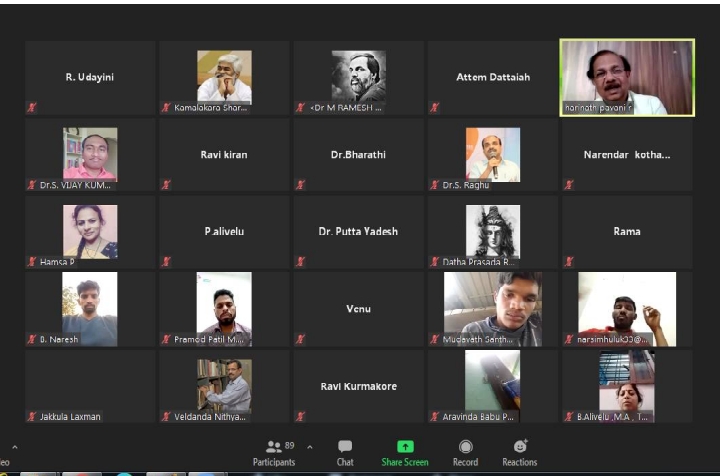 R. Udayini
Kamalakara Shar...
<Dr M RAMESH ...
Attem Dattaiah
harinath pavani r
Dr.S. VIJAY KUM...
Ravi kiran
Dr.Bharathi
Dr.S. Raghu
Narendar kotha...
Hamsa P
P.alivelu
Dr. Putta Yadesh
Datha Prasada R...
Rama
B. Naresh
Pramod Patil M....
Venu
Mudavath Santh...
narsimhuluk33@...
Jakkula Laxman
Veldanda Nithya...
Ravi Kurmakore
Aravinda Babu P...
B.Alivelu ,M.A , T...
89
Participants
Chat
Share Screen
Record
Reactions